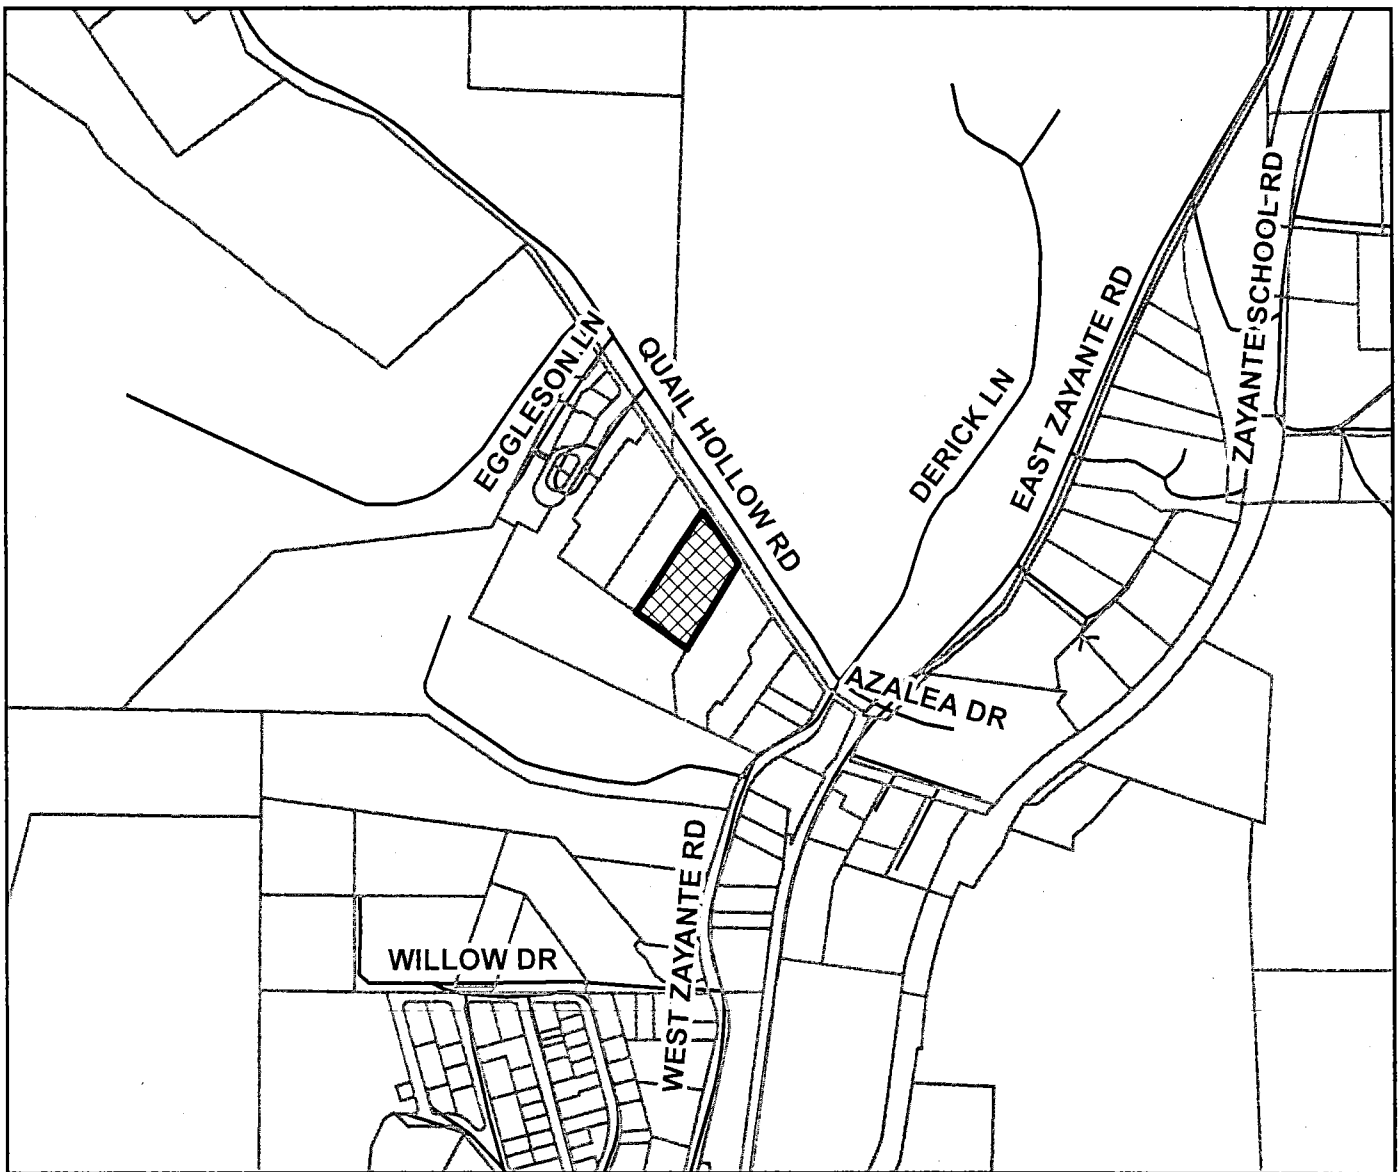 ZAYANTE SCHOOL RD
EAST ZAYANTE RD
EGGLESON LN
QUAIL HOLLOW RD
DERICK LN
AZALEA DR
WEST ZAYANTE RD
WILLOW DR